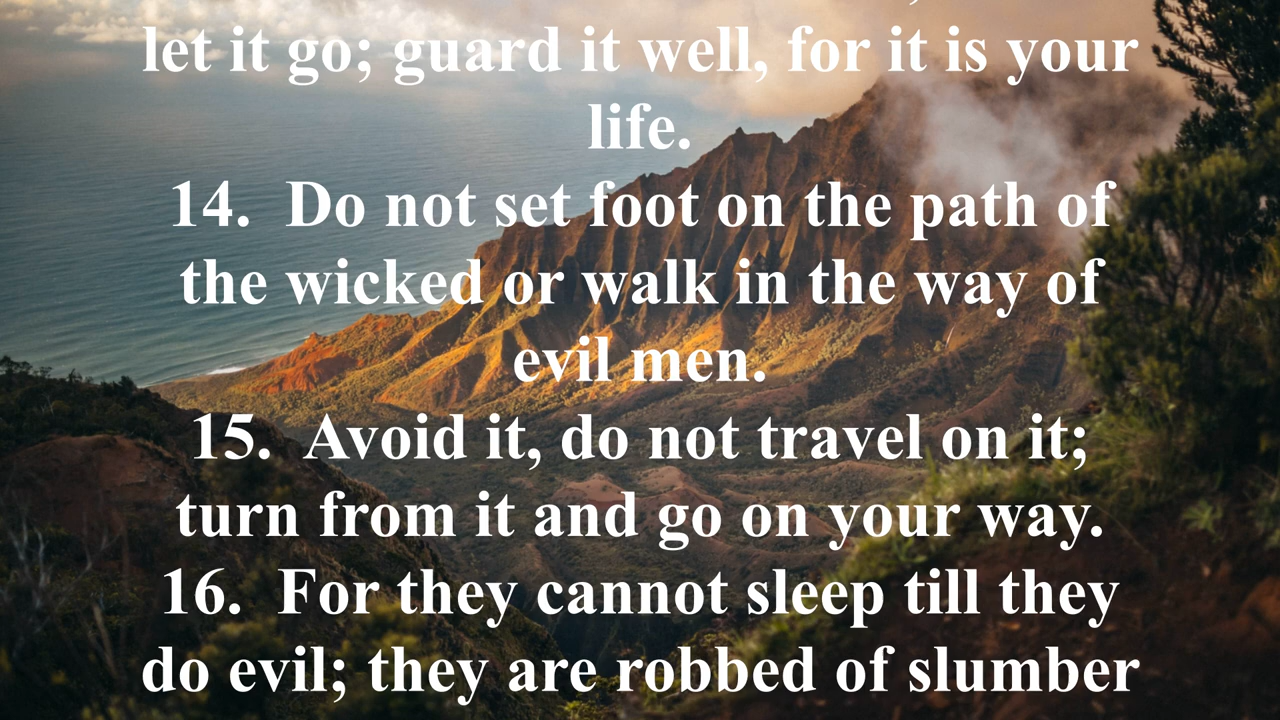 let it go; guard it well, for it is your
life.
14.  Do not set foot on the path of
the wicked or walk in the way of
evil men.
15.  Avoid it, do not travel on it;
turn from it and go on your way.
16.  For they cannot sleep till they
do evil; they are robbed of slumber